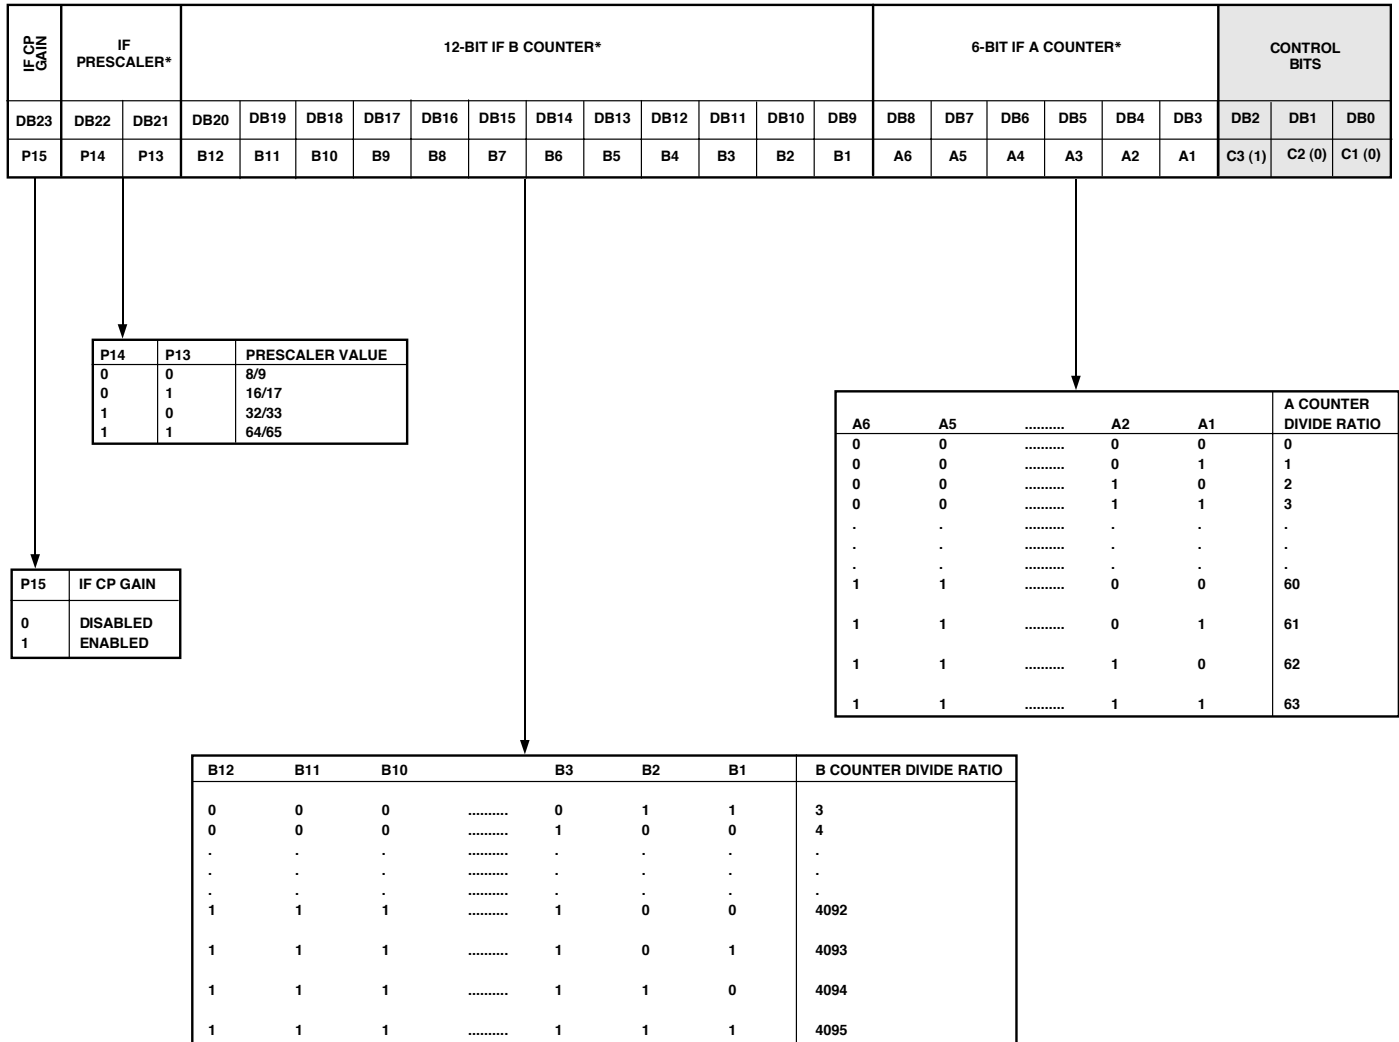 IF CP GAIN
IF PRESCALER*
12-BIT IF B COUNTER*
6-BIT IF A COUNTER*
CONTROL BITS
DB23 DB22 DB21 DB20 DB19 DB18 DB17 DB16 DB15 DB14 DB13 DB12 DB11 DB10 DB9 DB8 DB7 DB6 DB5 DB4 DB3 DB2 DB1 DB0
P15 P14 P13 B12 B11 B10 B9 B8 B7 B6 B5 B4 B3 B2 B1 A6 A5 A4 A3 A2 A1 C3 (1) C2 (0) C1 (0)
P14 P13 PRESCALER VALUE
0 0 8/9
0 1 16/17
1 0 32/33
1 1 64/65
A COUNTER
A6 A5 .......... A2 A1 DIVIDE RATIO
0 0 .......... 0 0 0
0 0 .......... 0 1 1
0 0 .......... 1 0 2
0 0 .......... 1 1 3
. . .......... . . .
. . .......... . . .
. . .......... . . .
1 1 .......... 0 0 60
1 1 .......... 0 1 61
1 1 .......... 1 0 62
1 1 .......... 1 1 63
P15 IF CP GAIN
0 DISABLED
1 ENABLED
B12 B11 B10 B3 B2 B1 B COUNTER DIVIDE RATIO
0 0 0 .......... 0 1 1 3
0 0 0 .......... 1 0 0 4
. . . .......... . . . .
. . . .......... . . . .
. . . .......... . . . .
1 1 1 .......... 1 0 0 4092
1 1 1 .......... 1 0 1 4093
1 1 1 .......... 1 1 0 4094
1 1 1 .......... 1 1 1 4095